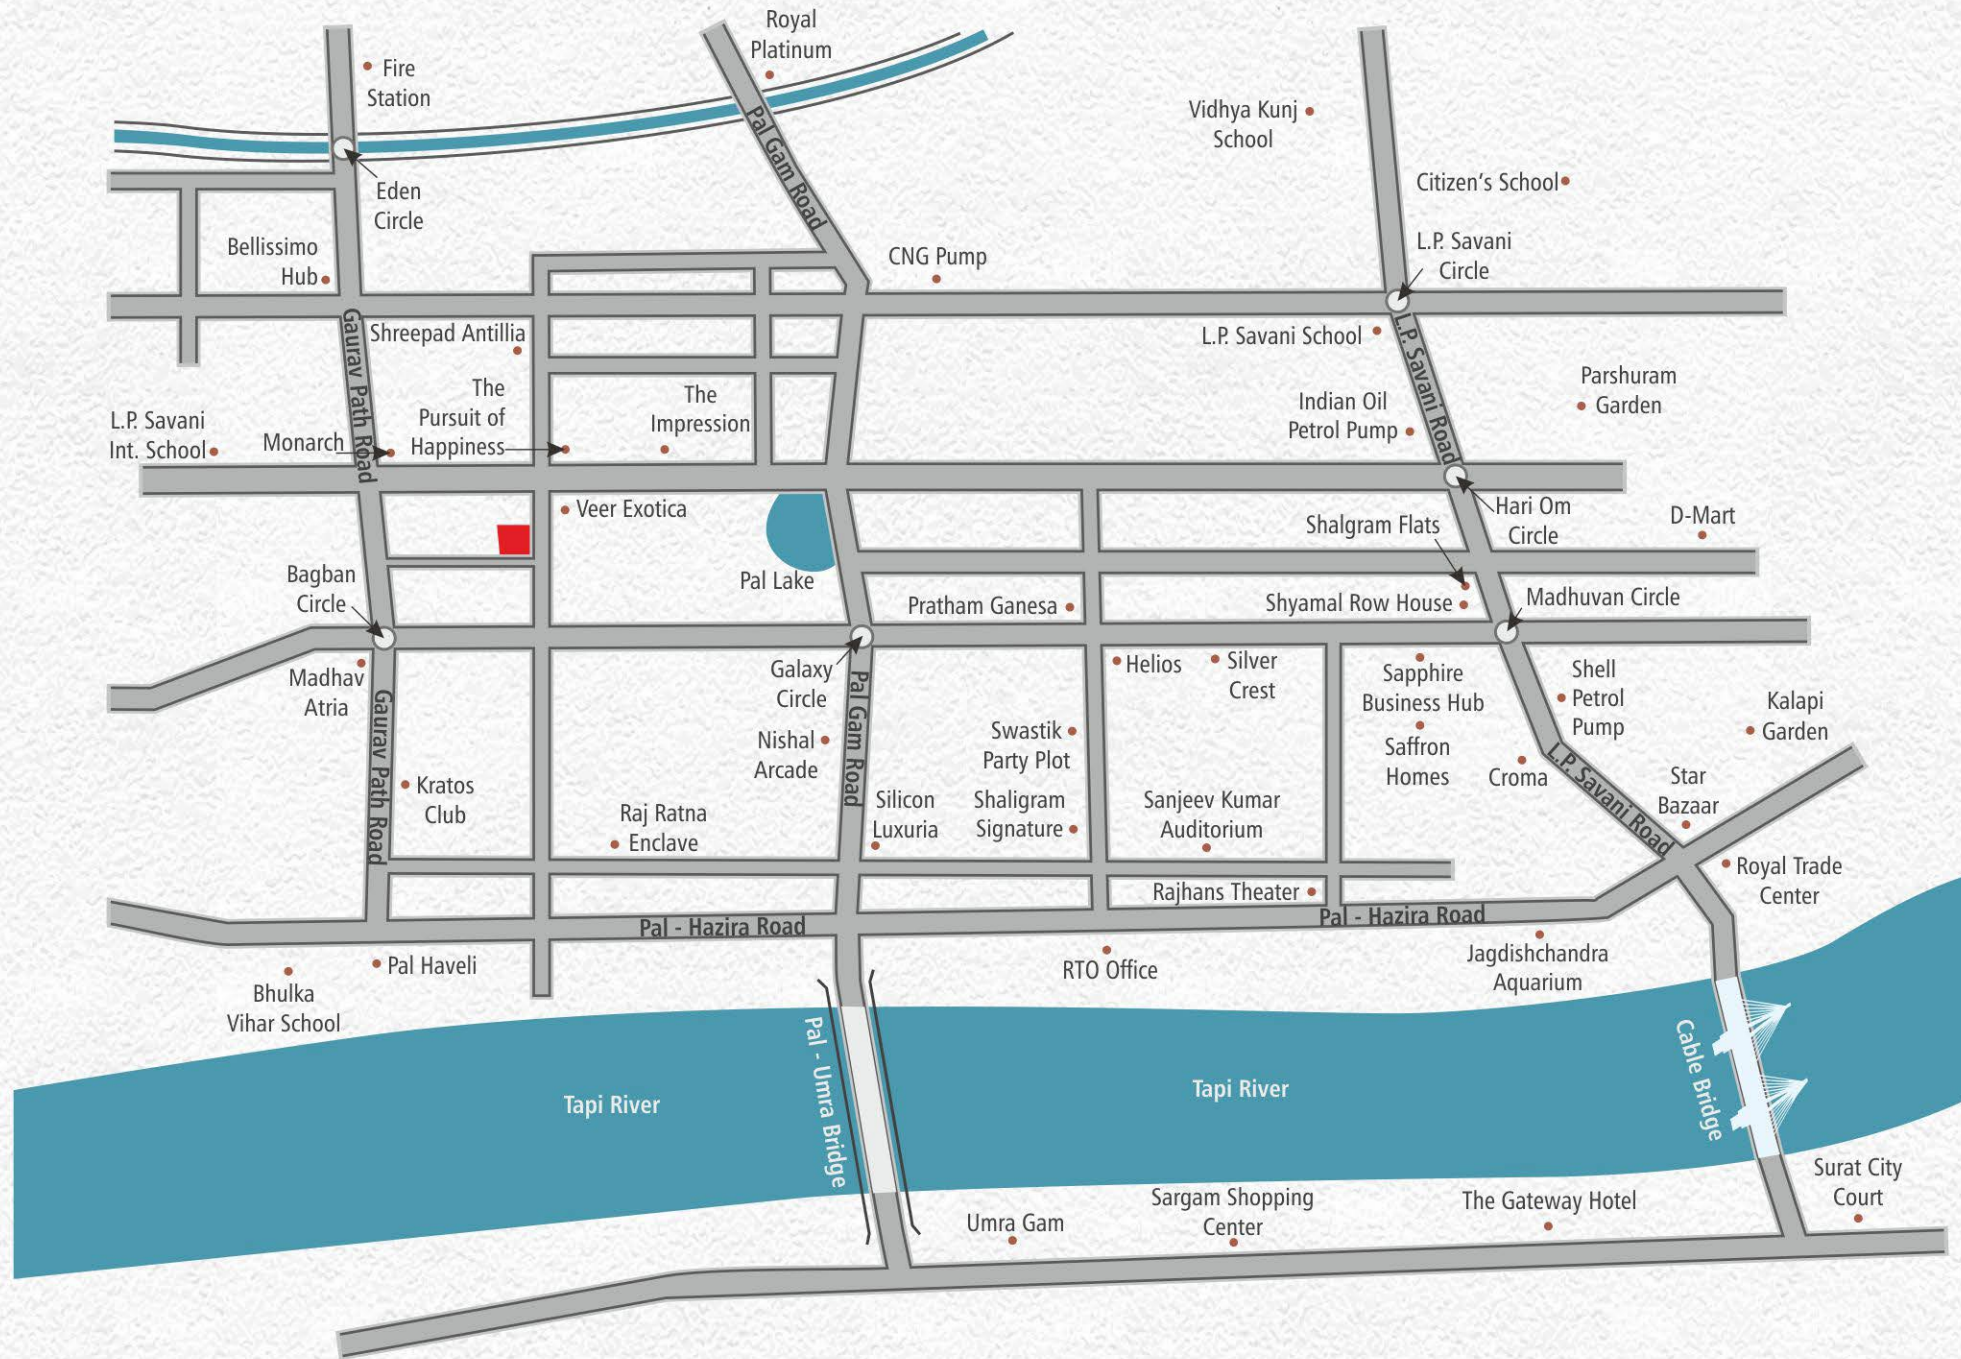 Royal
Platinum
Fire
Station
Pal Gam Road
Vidhya Kunj
School
Citizen's School
Eden
Circle
Bellissimo
Hub
CNG Pump
L.P. Savani
Circle
Shreepad Antillia
L.P. Savani School
Gaurav Path Road
L.P. Savani Road
The
Pursuit of
Happiness
The
Impression
Indian Oil
Petrol Pump
Parshuram
Garden
L.P. Savani
Int. School
Monarch
Veer Exotica
Hari Om
Circle
Shalgram Flats
D-Mart
Bagban
Circle
Pal Lake
Pratham Ganesa
Shyamal Row House
Madhuvan Circle
Madhav
Atria
Galaxy
Circle
Helios
Silver
Crest
Sapphire
Business Hub
Shell
Petrol
Pump
Gaurav Path Road
Pal Gam Road
Nishal
Arcade
Swastik
Party Plot
Saffron
Homes
Croma
Kalapi
Garden
L.P. Savani Road
Star
Bazaar
Kratos
Club
Raj Ratna
Enclave
Silicon
Luxuria
Shaligram
Signature
Sanjeev Kumar
Auditorium
Royal Trade
Center
Rajhans Theater
Pal - Hazira Road
Pal - Hazira Road
Pal Haveli
Bhulka
Vihar School
RTO Office
Jagdishchandra
Aquarium
Pal - Umra Bridge
Cable Bridge
Tapi River
Tapi River
Surat City
Court
Umra Gam
Sargam Shopping
Center
The Gateway Hotel